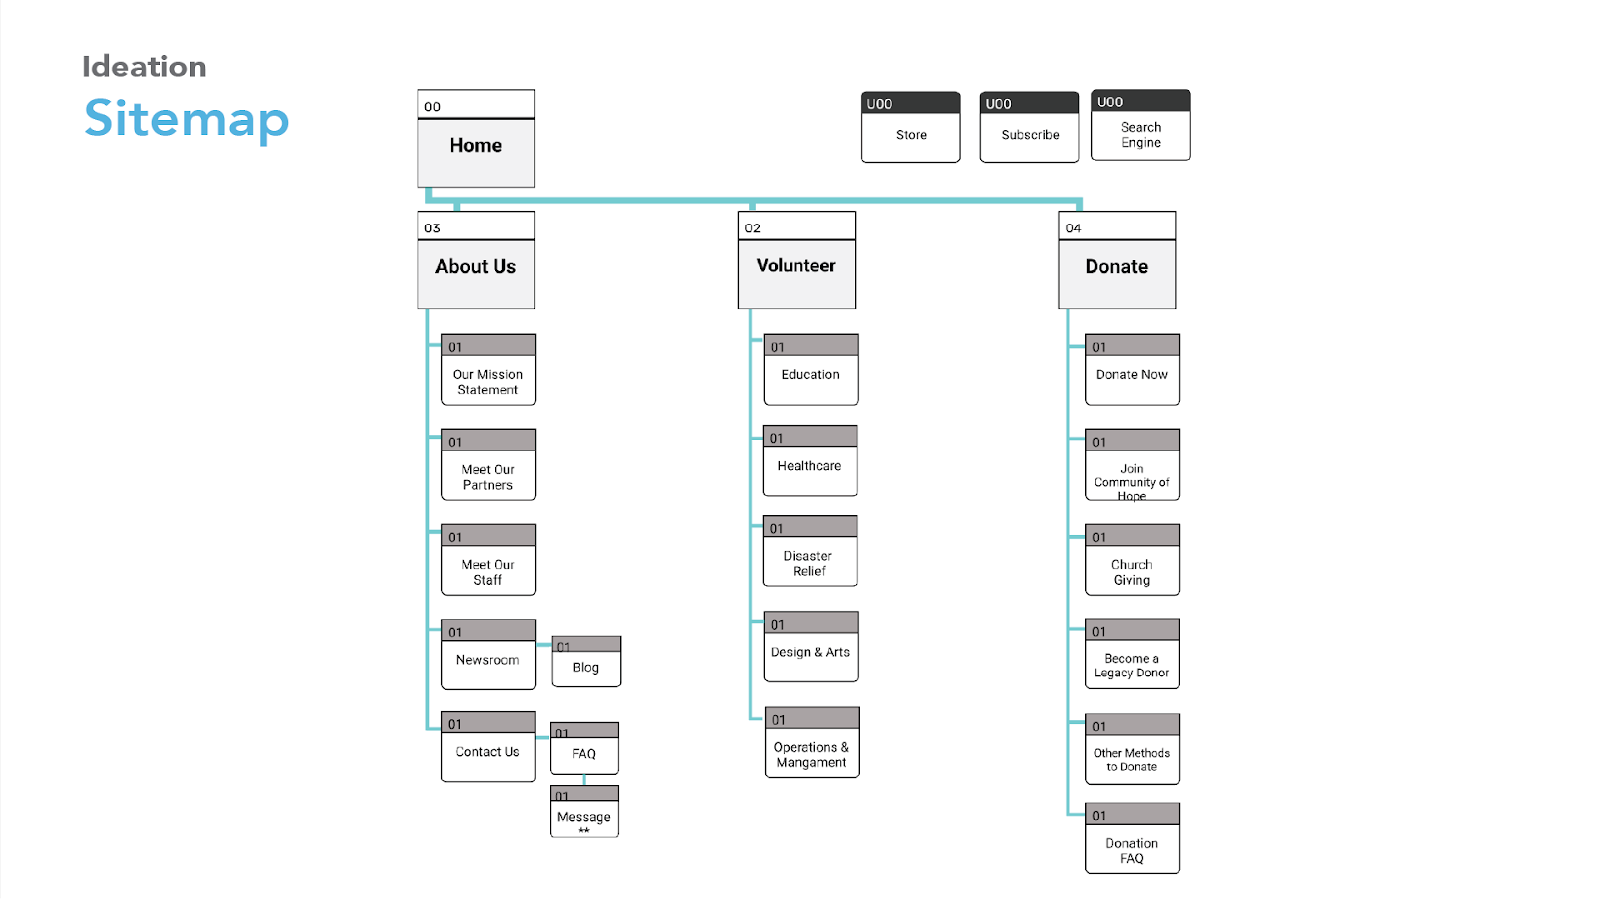 Ideation
Sitemap
00
Home
U00
Store
U00
Subscribe
U00
Search
Engine
03
About Us
02
Volunteer
04
Donate
01
Our Mission
Statement
01
Meet Our
Partners
01
Meet Our
Staff
01
Newsroom
01
Blog
01
Contact Us
01
FAQ
01
Message
**
01
Education
01
Healthcare
01
Disaster
Relief
01
Design & Arts
01
Operations &
Mangament
01
Donate Now
01
Join
Community of
Hope
01
Church
Giving
01
Become a
Legacy Donor
01
Other Methods
to Donate
01
Donation
FAQ